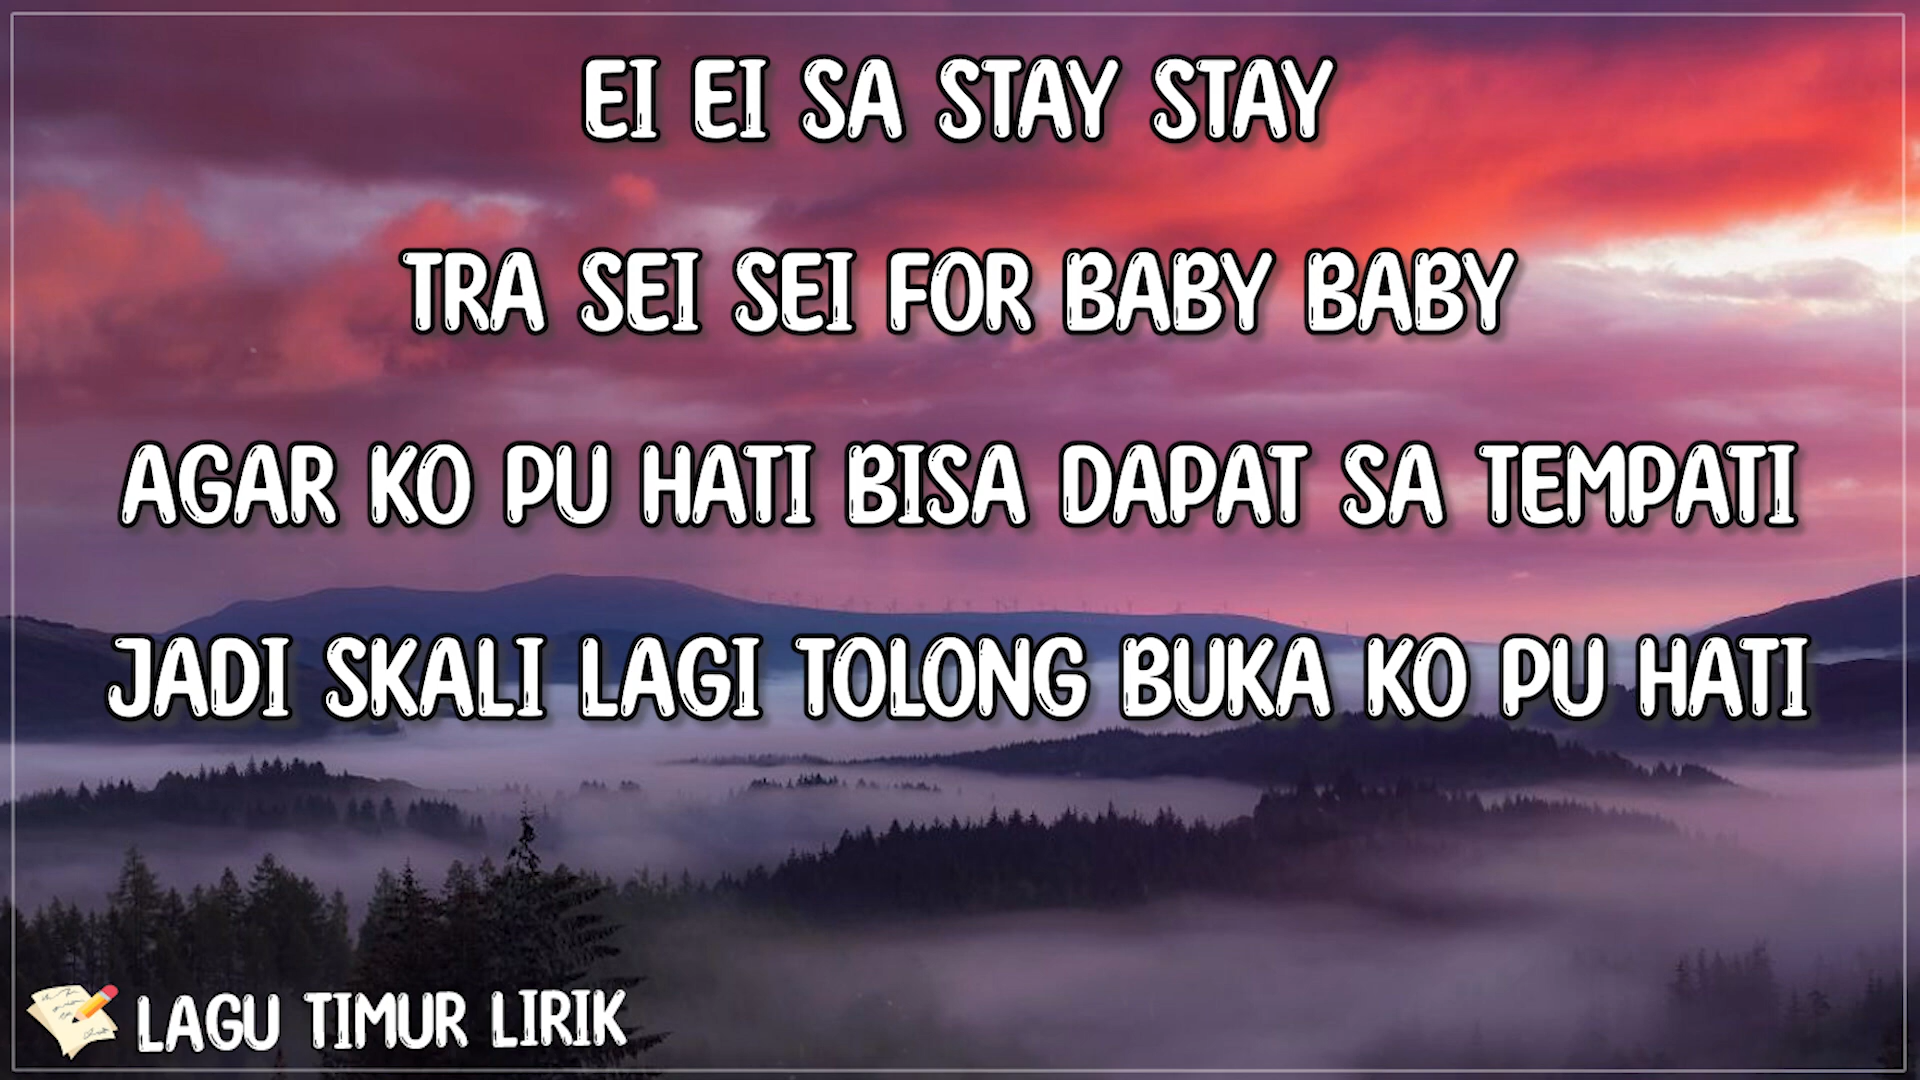 EI EI SA STAY STAY
TRA SEI SEI FOR BABY BABY
AGAR KO PU HATI BISA DAPAT SA TEMPATI
JADI SKALI LAGI TOLONG BUKA KO PU HATI
LAGU TIMUR LIRIK